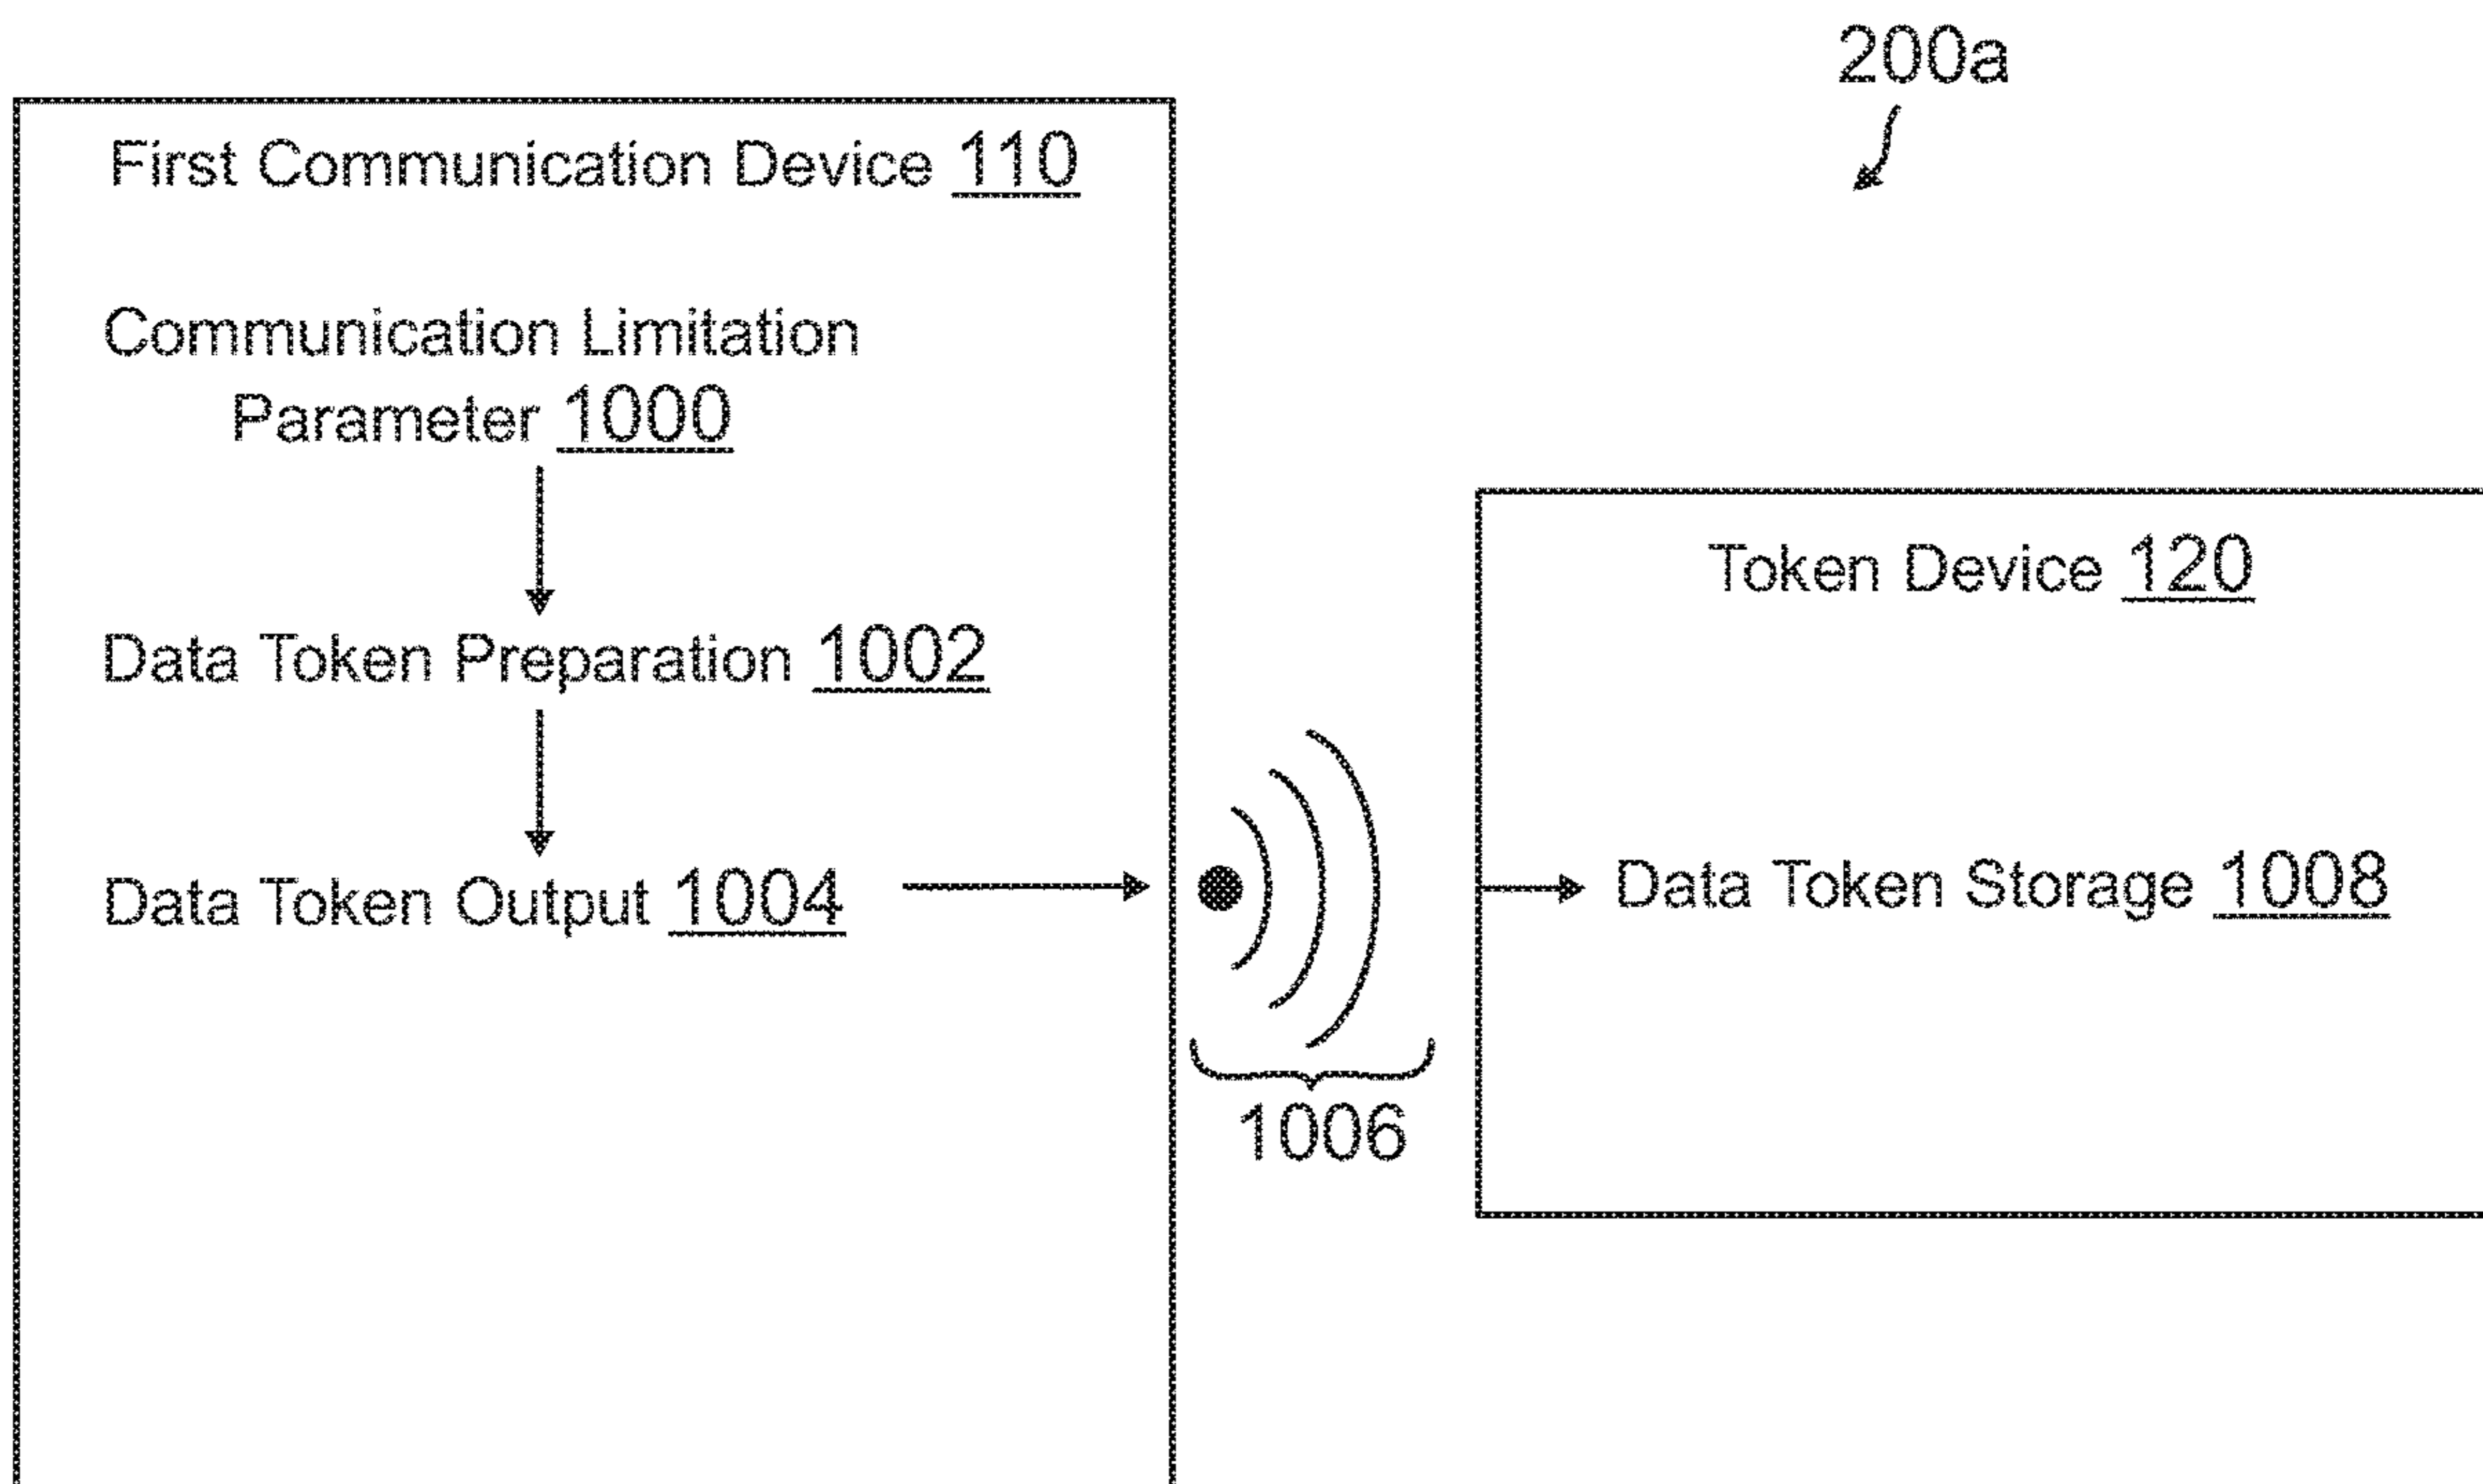 200a
First Communication Device 110
Communication Limitation
Parameter 1000
Data Token Preparation 1002
Data Token Output 1004
1006
Token Device 120
Data Token Storage 1008